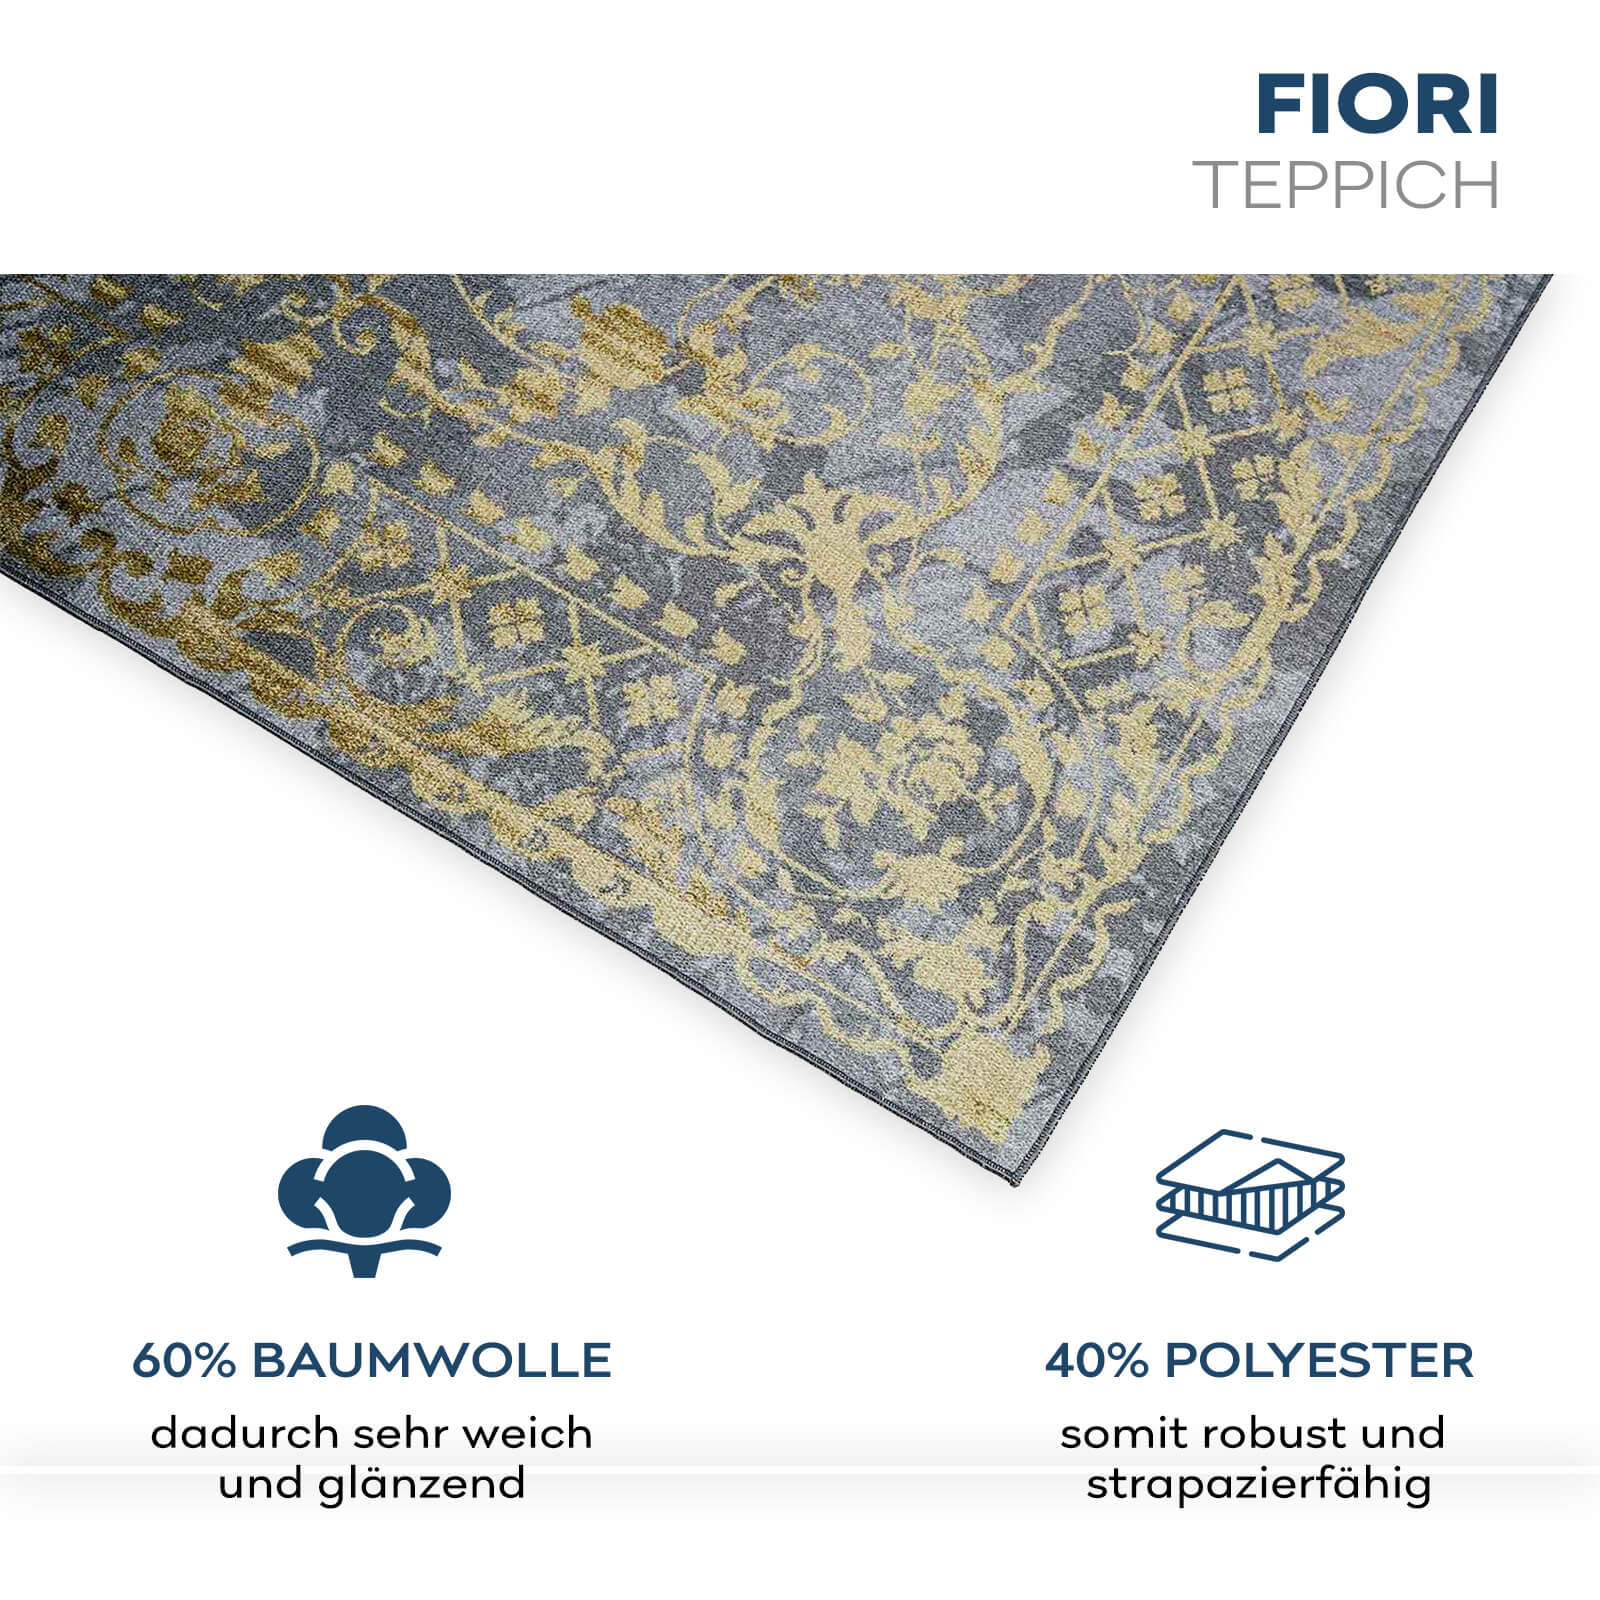 FIORI
TEPPICH
60% BAUMWOLLE
dadurch sehr weich
und glänzend
40% POLYESTER
somit robust und
strapazierfähig